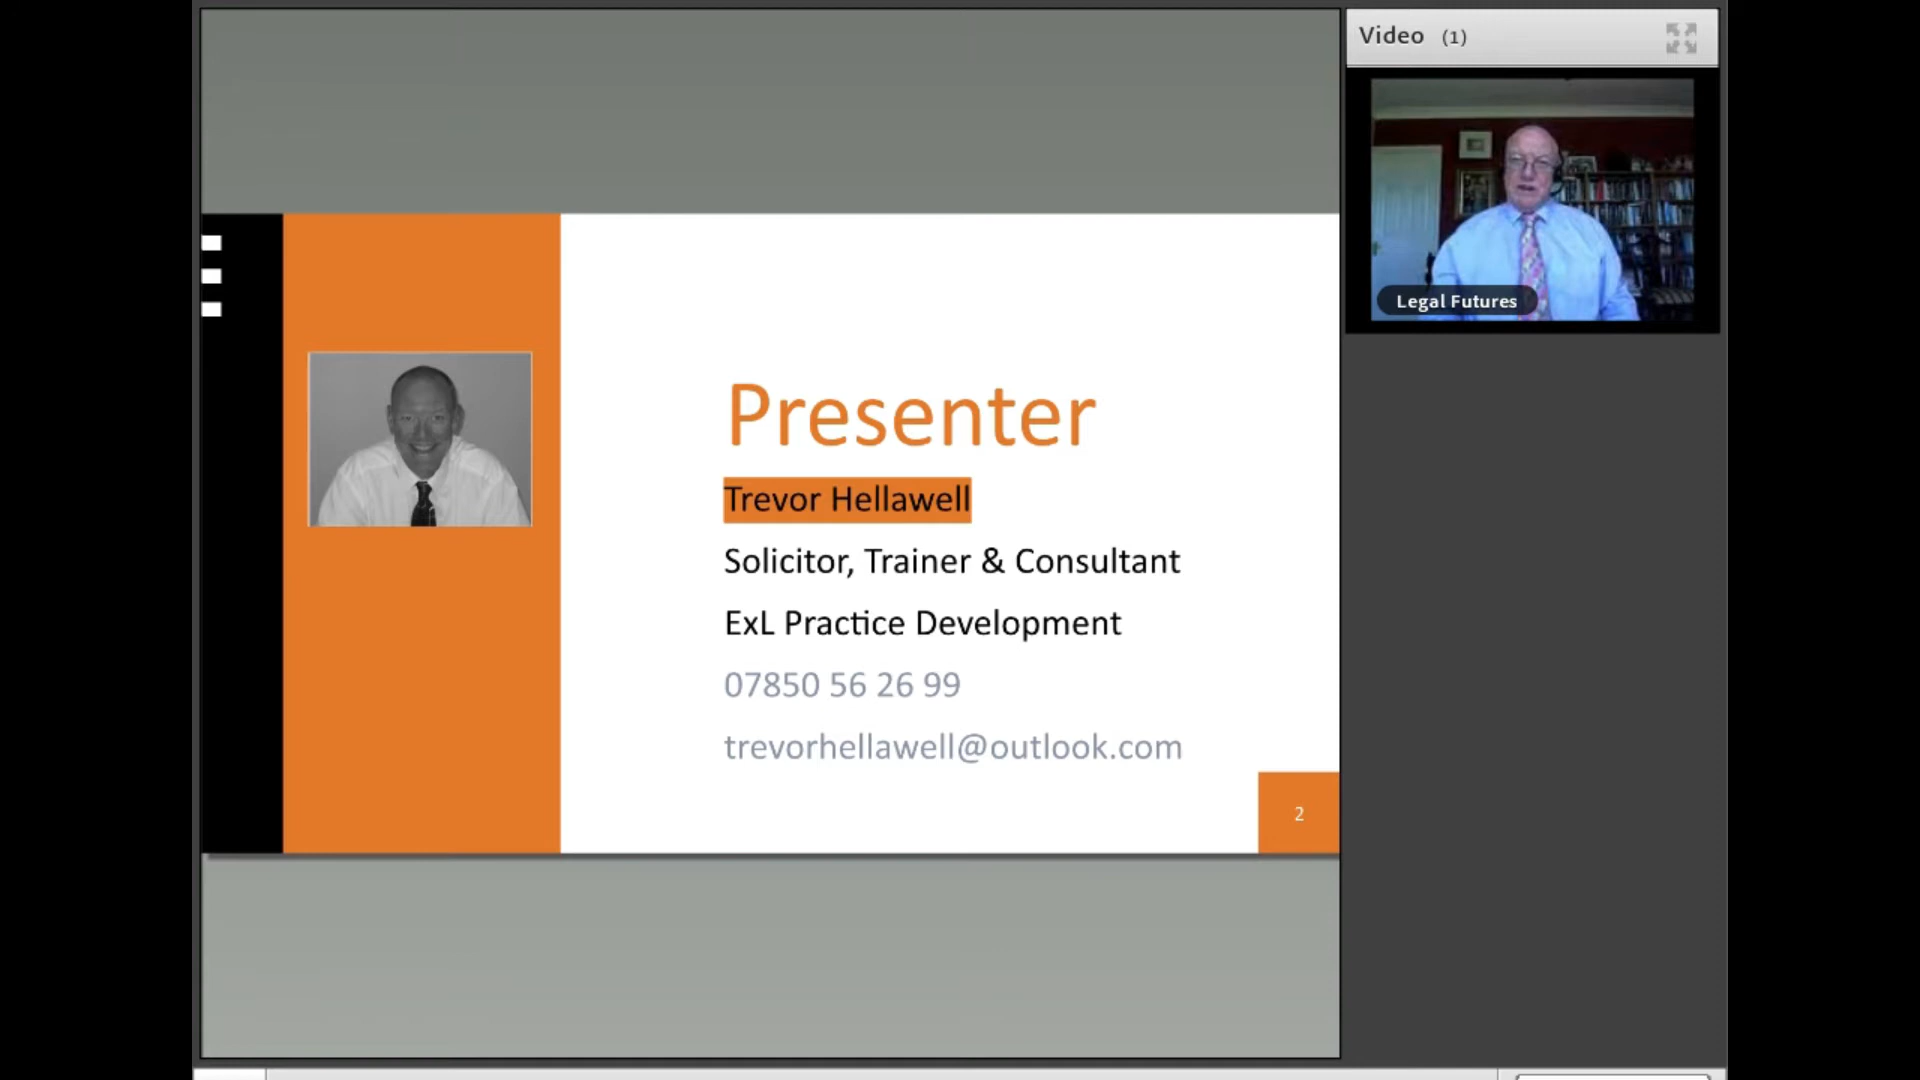 Video (1)
Legal Futures
Presenter
Trevor Hellawell
Solicitor, Trainer & Consultant
ExL Practice Development
07850 56 26 99
trevorhellawell@outlook.com
2